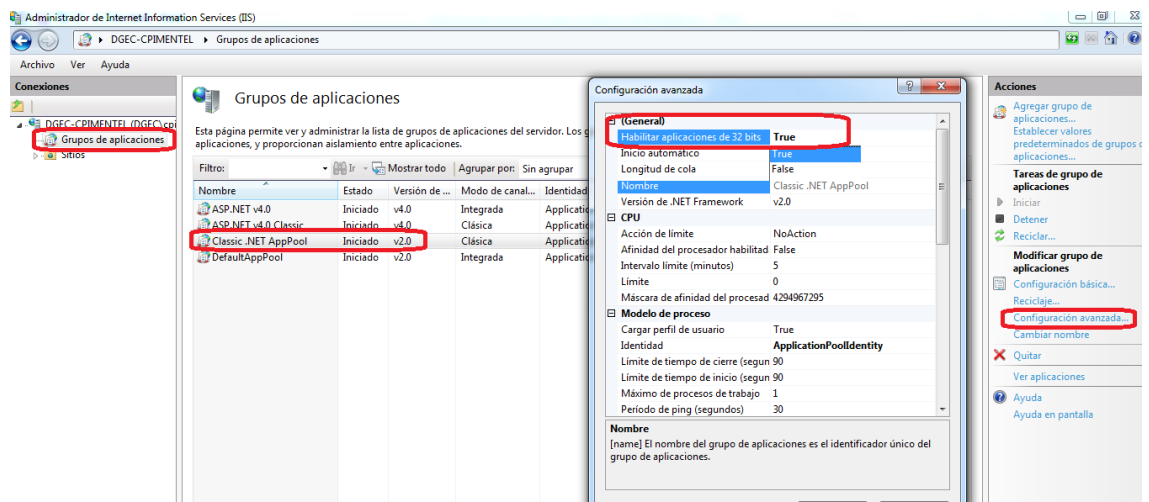 Administrador de Internet Information Services (IIS)
DGEC-CPIMENTEL
Grupos de aplicaciones
Archivo Ver Ayuda
Conexiones
DGEC-CPIMENTEL (DGEC\cpi
Grupos de aplicaciones
Sitios
Grupos de aplicaciones
Esta página permite ver y administrar la lista de grupos de aplicaciones del servidor. Los g
aplicaciones, y proporcionan aislamiento entre aplicaciones.
Filtro: Ir Mostrar todo Agrupar por: Sin agrupar
Nombre Estado Versión de ... Modo de canal... Identidad
ASP.NET v4.0 Iniciado v4.0 Integrada Applicatio
ASP.NET v4.0 Classic Iniciado v4.0 Clásica Applicatio
Classic .NET AppPool Iniciado v2.0 Clásica Applicatio
DefaultAppPool Iniciado v2.0 Integrada Applicatio
Configuración avanzada
(General)
Habilitar aplicaciones de 32 bits True
Inicio automático True
Longitud de cola False
Nombre Classic .NET AppPool
Versión de .NET Framework v2.0
CPU
Acción de límite NoAction
Afinidad del procesador habilitad False
Intervalo límite (minutos) 5
Límite 0
Máscara de afinidad del procesad 4294967295
Modelo de proceso
Cargar perfil de usuario True
Identidad ApplicationPoolIdentity
Límite de tiempo de cierre (segun 90
Límite de tiempo de inicio (segun 90
Máximo de procesos de trabajo 1
Período de ping (segundos) 30
Nombre
[name] El nombre del grupo de aplicaciones es el identificador único del
grupo de aplicaciones.
Acciones
Agregar grupo de
aplicaciones...
Establecer valores
predeterminados de grupos d
aplicaciones...
Tareas de grupo de
aplicaciones
Iniciar
Detener
Reciclar...
Modificar grupo de
aplicaciones
Configuración básica...
Reciclaje...
Configuración avanzada...
Cambiar nombre
Quitar
Ver aplicaciones
Ayuda
Ayuda en pantalla